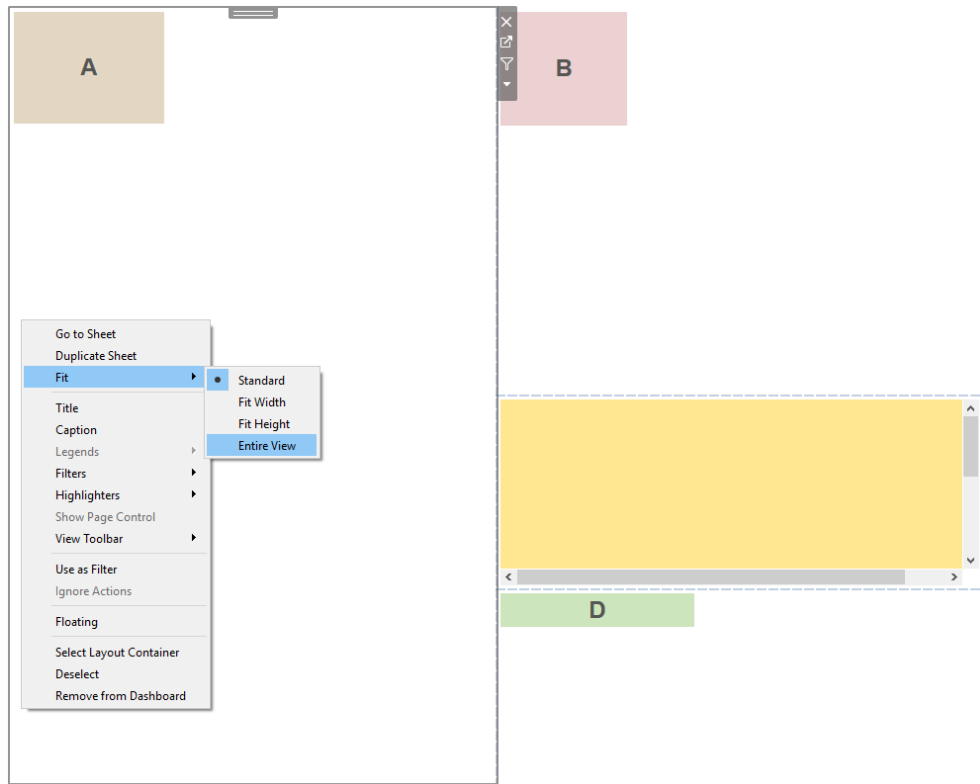 A
B
Go to Sheet
Duplicate Sheet
Fit
Standard
Fit Width
Fit Height
Entire View
Title
Caption
Legends
Filters
Highlighters
Show Page Control
View Toolbar
Use as Filter
Ignore Actions
Floating
Select Layout Container
Deselect
Remove from Dashboard
D